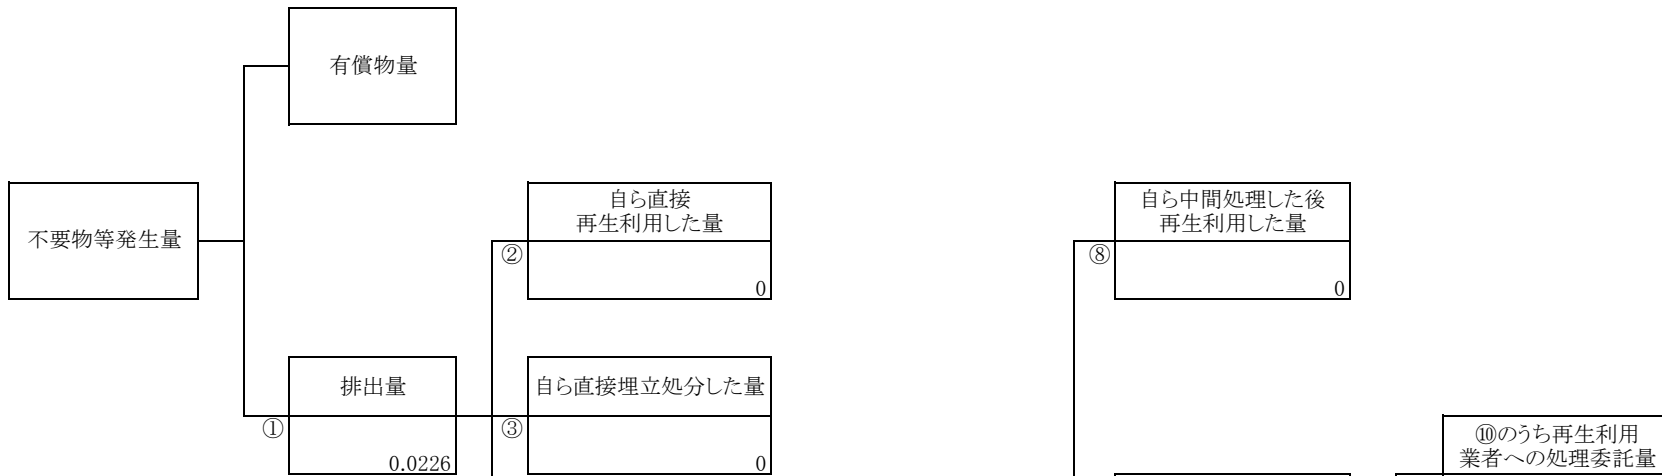 有償物量
不要物等発生量
自ら直接
再生利用した量
②
0
自ら中間処理した後
再生利用した量
⑧
0
排出量
①
0.0226
自ら直接埋立処分した量
③
0
⑩のうち再生利用
業者への処理委託量